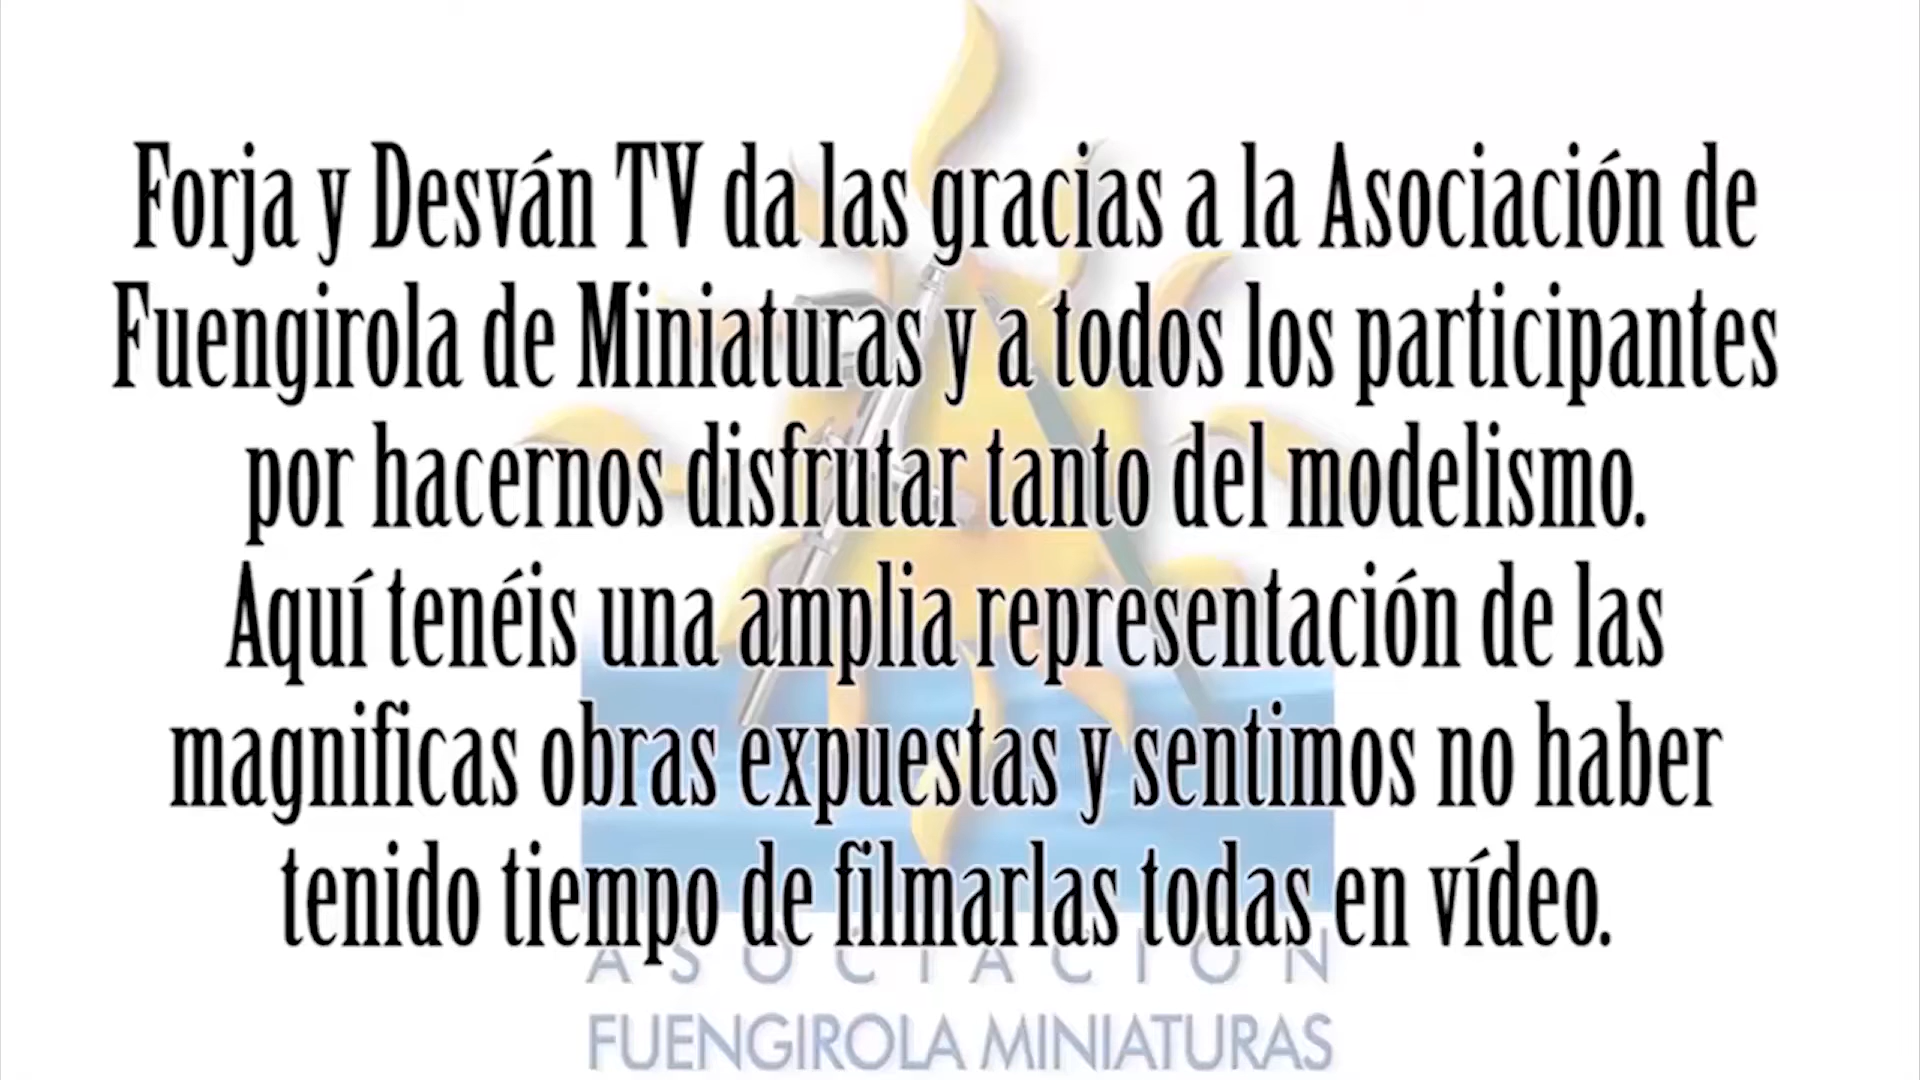 Forja y Desván TV da las gracias a la Asociación de
Fuengirola de Miniaturas y a todos los participantes
por hacernos disfrutar tanto del modelismo.
Aquí tenéis una amplia representación de las
magnificas obras expuestas y sentimos no haber
tenido tiempo de filmarlas todas en vídeo.
ASOCIACIÓN
FUENGIROLA MINIATURAS